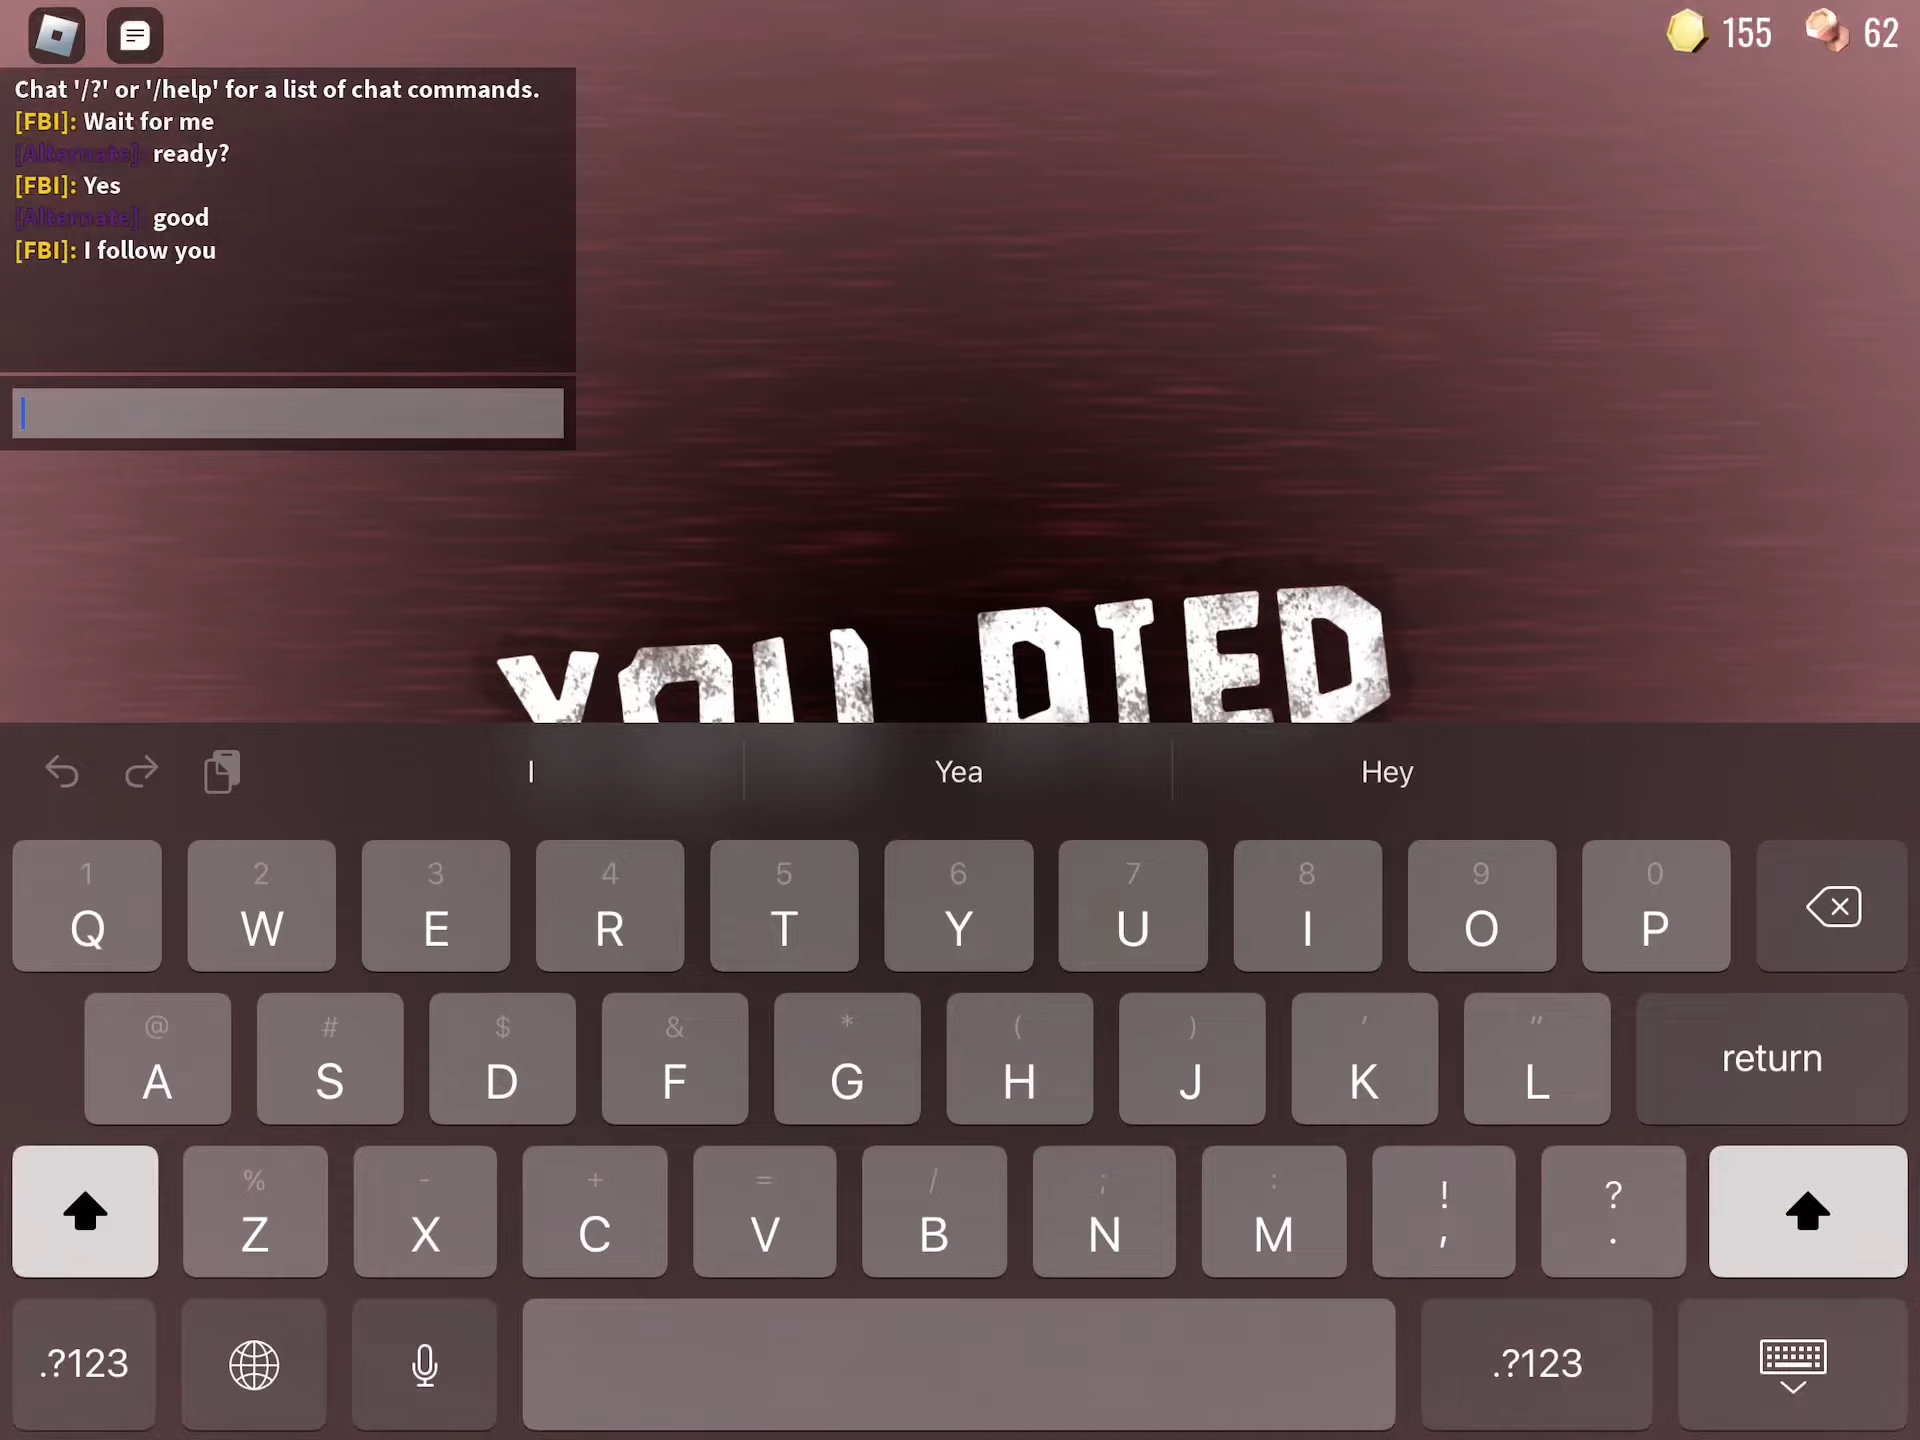 155 62
Chat '/?' or '/help' for a list of chat commands.
[FBI]: Wait for me
[Alternate]: ready?
[FBI]: Yes
[Alternate]: good
[FBI]: I follow you
YOU DIED
I Yea Hey
1 2 3 4 5 6 7 8 9 0
Q W E R T Y U I O P
@ # $ & * ( ) ' "
A S D F G H J K L return
% - + = / ; : ! ?
Z X C V B N M , .
.?123 .?123